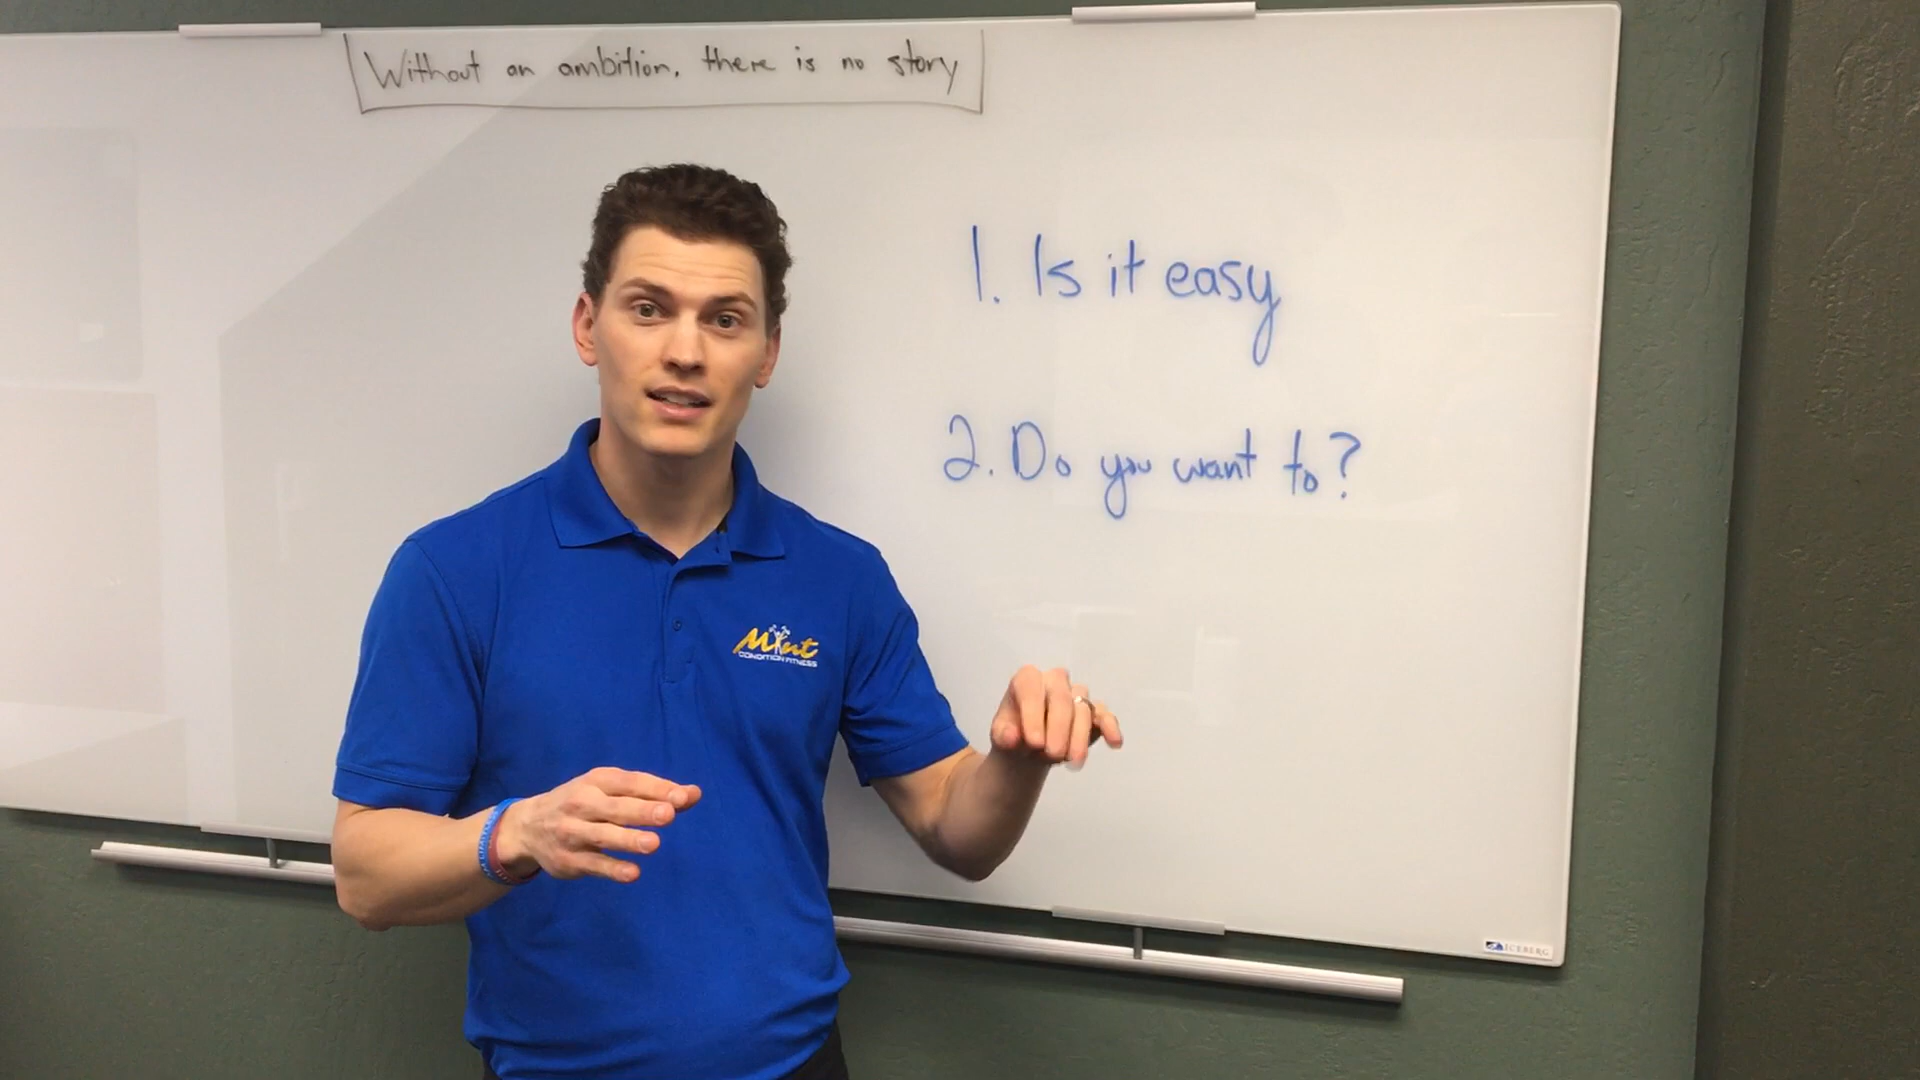 Without an ambition, there is no story
1. Is it easy
2. Do you want to?
Mint
CONDITION FITNESS
ICEBERG